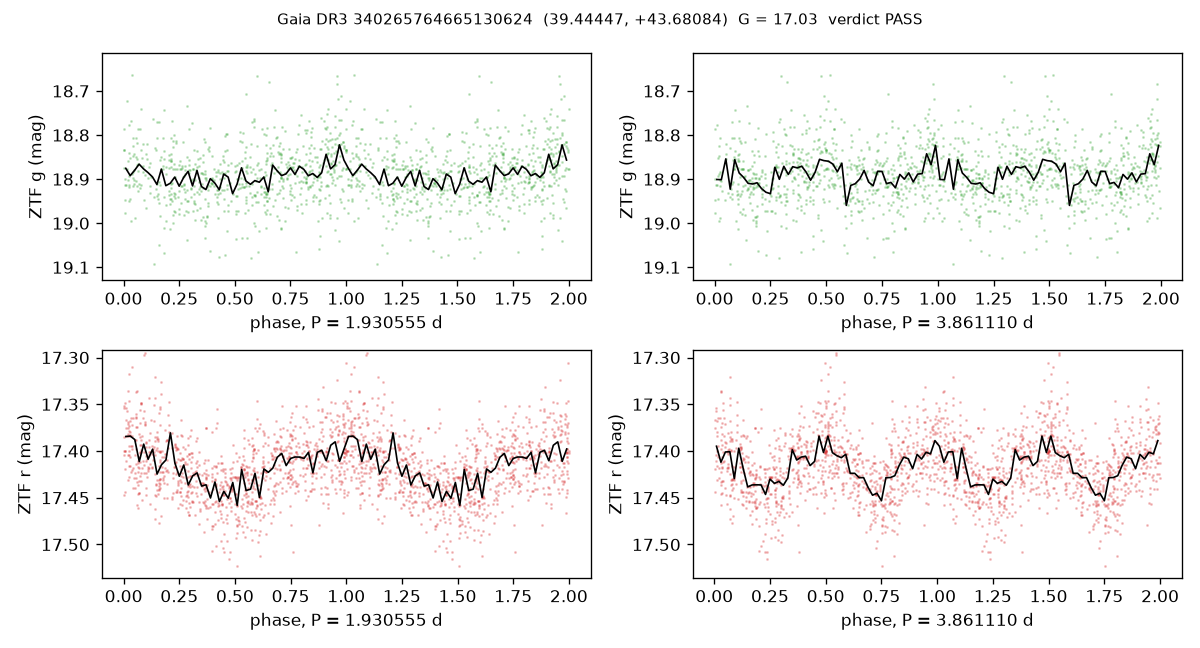 Gaia DR3 340265764665130624 (39.44447, +43.68084) G = 17.03 verdict PASS
ZTF g (mag)
18.7
18.8
18.9
19.0
19.1
0.00 0.25 0.50 0.75 1.00 1.25 1.50 1.75 2.00
phase, P = 1.930555 d
ZTF g (mag)
18.7
18.8
18.9
19.0
19.1
0.00 0.25 0.50 0.75 1.00 1.25 1.50 1.75 2.00
phase, P = 3.861110 d
ZTF r (mag)
17.30
17.35
17.40
17.45
17.50
0.00 0.25 0.50 0.75 1.00 1.25 1.50 1.75 2.00
phase, P = 1.930555 d
ZTF r (mag)
17.30
17.35
17.40
17.45
17.50
0.00 0.25 0.50 0.75 1.00 1.25 1.50 1.75 2.00
phase, P = 3.861110 d